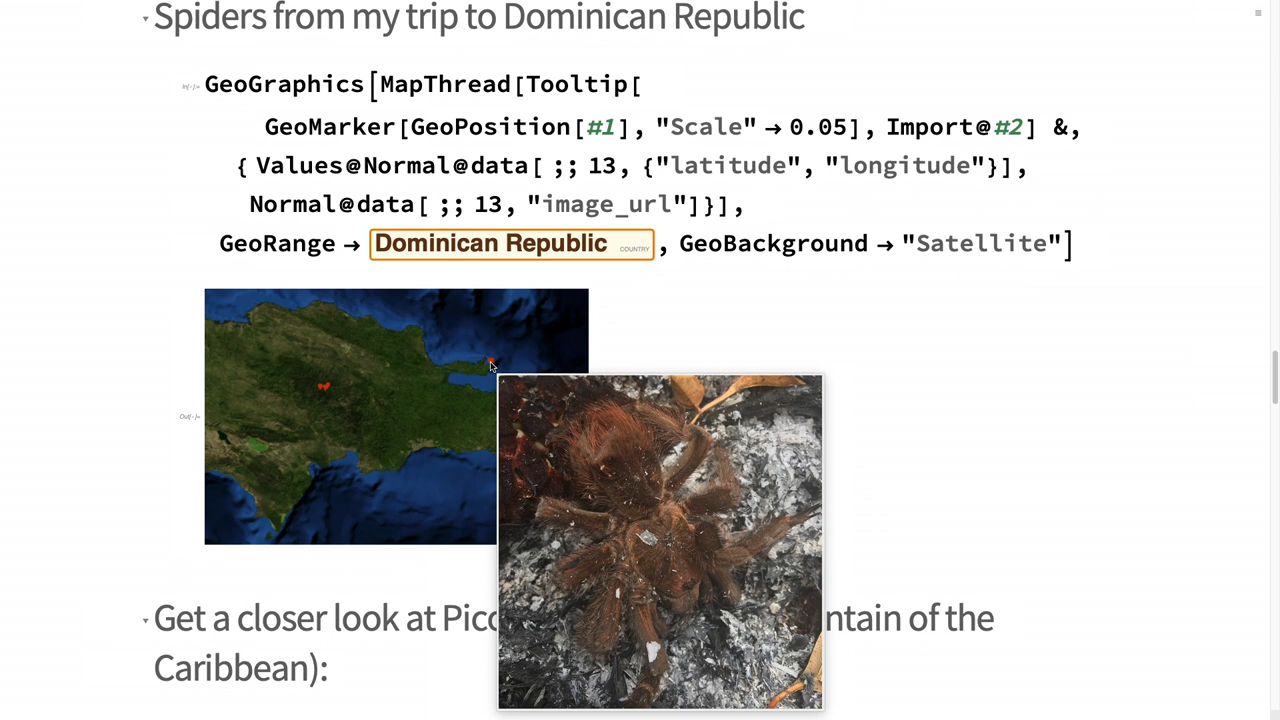 Spiders from my trip to Dominican Republic
In[·]:= GeoGraphics[MapThread[Tooltip[
GeoMarker[GeoPosition[#1], "Scale" → 0.05], Import@#2] &,
{ Values@Normal@data[ ;; 13, {"latitude", "longitude"}],
Normal@data[ ;; 13, "image_url"]}],
GeoRange → Dominican Republic COUNTRY , GeoBackground → "Satellite"]
Out[·]=
Get a closer look at Pico ntain of the
Caribbean):